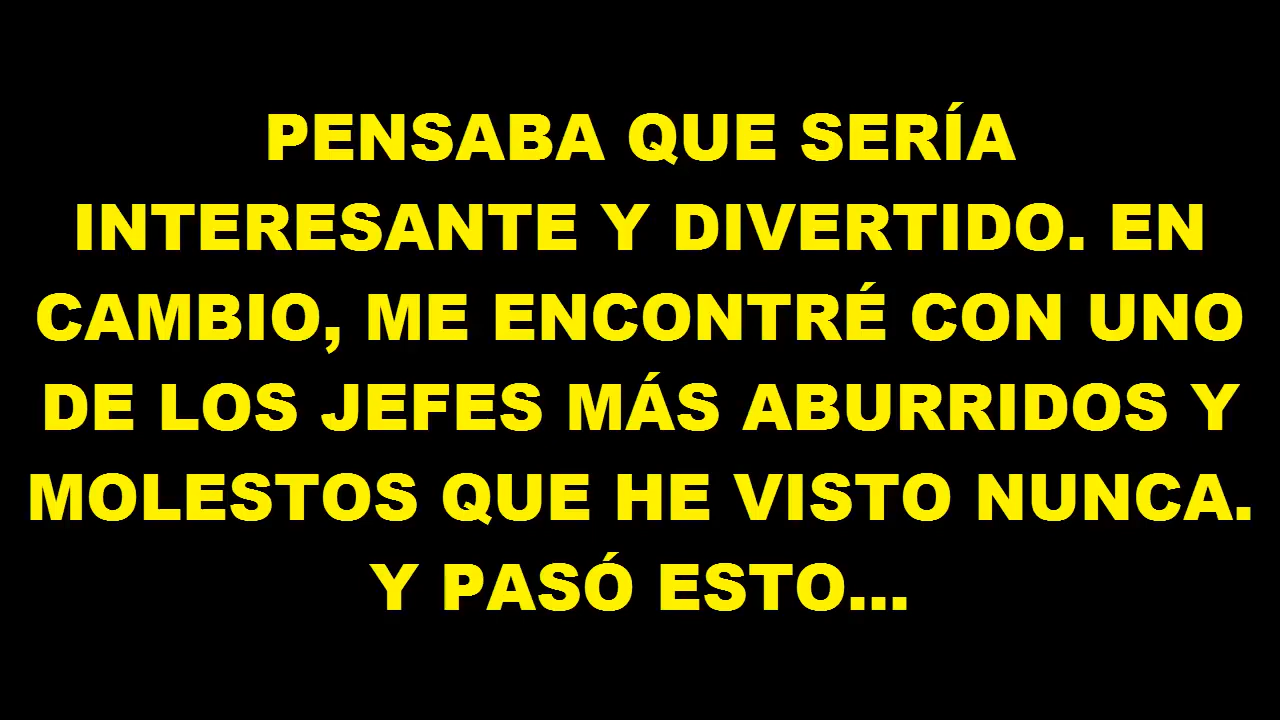 PENSABA QUE SERÍA
INTERESANTE Y DIVERTIDO. EN
CAMBIO, ME ENCONTRÉ CON UNO
DE LOS JEFES MÁS ABURRIDOS Y
MOLESTOS QUE HE VISTO NUNCA.
Y PASÓ ESTO...